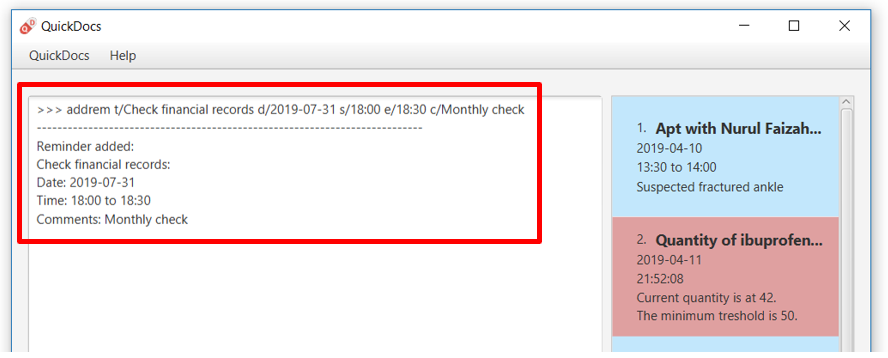 QuickDocs
QuickDocs Help
>>> addrem t/Check financial records d/2019-07-31 s/18:00 e/18:30 c/Monthly check
--------------------------------------------------------------------------
Reminder added:
Check financial records:
Date: 2019-07-31
Time: 18:00 to 18:30
Comments: Monthly check
1. Apt with Nurul Faizah...
2019-04-10
13:30 to 14:00
Suspected fractured ankle
2. Quantity of ibuprofen...
2019-04-11
21:52:08
Current quantity is at 42.
The minimum treshold is 50.